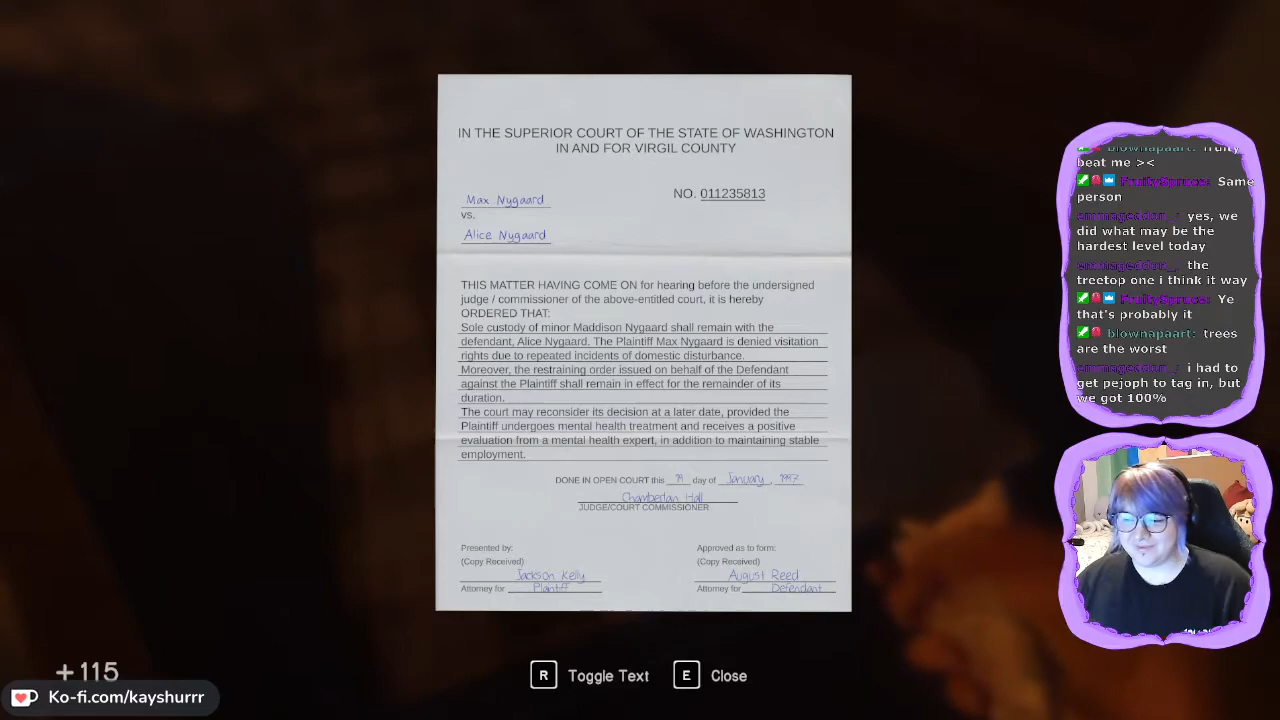 IN THE SUPERIOR COURT OF THE STATE OF WASHINGTON
IN AND FOR VIRGIL COUNTY
NO. 011235813
Max Nygaard
vs.
Alice Nygaard
THIS MATTER HAVING COME ON for hearing before the undersigned
judge / commissioner of the above-entitled court, it is hereby
ORDERED THAT:
Sole custody of minor Maddison Nygaard shall remain with the
defendant, Alice Nygaard. The Plaintiff Max Nygaard is denied visitation
rights due to repeated incidents of domestic disturbance.
Moreover, the restraining order issued on behalf of the Defendant
against the Plaintiff shall remain in effect for the remainder of its
duration.
The court may reconsider its decision at a later date, provided the
Plaintiff undergoes mental health treatment and receives a positive
evaluation from a mental health expert, in addition to maintaining stable
employment.
DONE IN OPEN COURT this day of January,
Chamberlan Hall
JUDGE/COURT COMMISSIONER
Presented by:
(Copy Received)
Jackson Kelly
Attorney for Plaintiff
Approved as to form:
(Copy Received)
August Reed
Attorney for Defendant
+115
R Toggle Text E Close
Ko-fi.com/kayshurrr
blownapaart: fruity
beat me ><
FruitySpruce: Same
person
emmageddon_: yes, we
did what may be the
hardest level today
emmageddon_: the
treetop one i think it way
FruitySpruce: Ye
that's probably it
blownapaart: trees
are the worst
emmageddon_: i had to
get pejoph to tag in, but
we got 100%